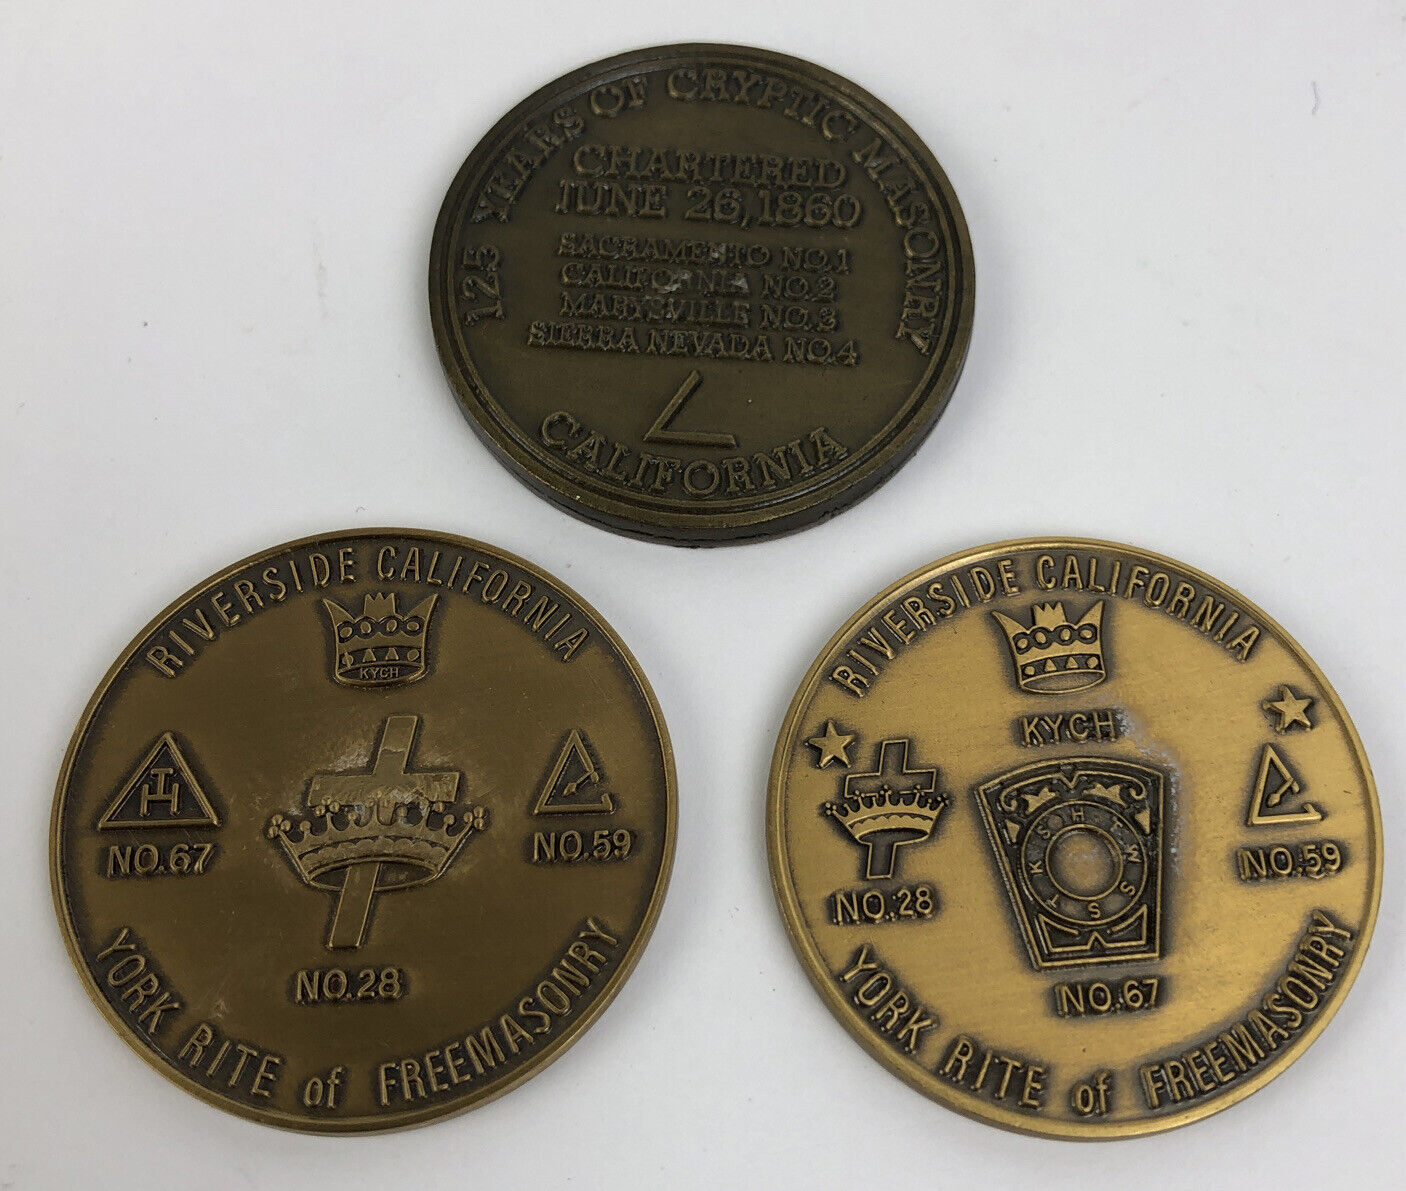 125 YEARS OF CRYPTIC MASONRY
CHARTERED
JUNE 26, 1860
SACRAMENTO NO.1
CALIFORNIA NO.2
MARYSVILLE NO.3
SIERRA NEVADA NO.4
CALIFORNIA
RIVERSIDE CALIFORNIA
KYCH
NO.67
NO.59
NO.28
YORK RITE of FREEMASONRY
RIVERSIDE CALIFORNIA
KYCH
H T W S S T K S
NO.28
NO.59
NO.67
YORK RITE of FREEMASONRY